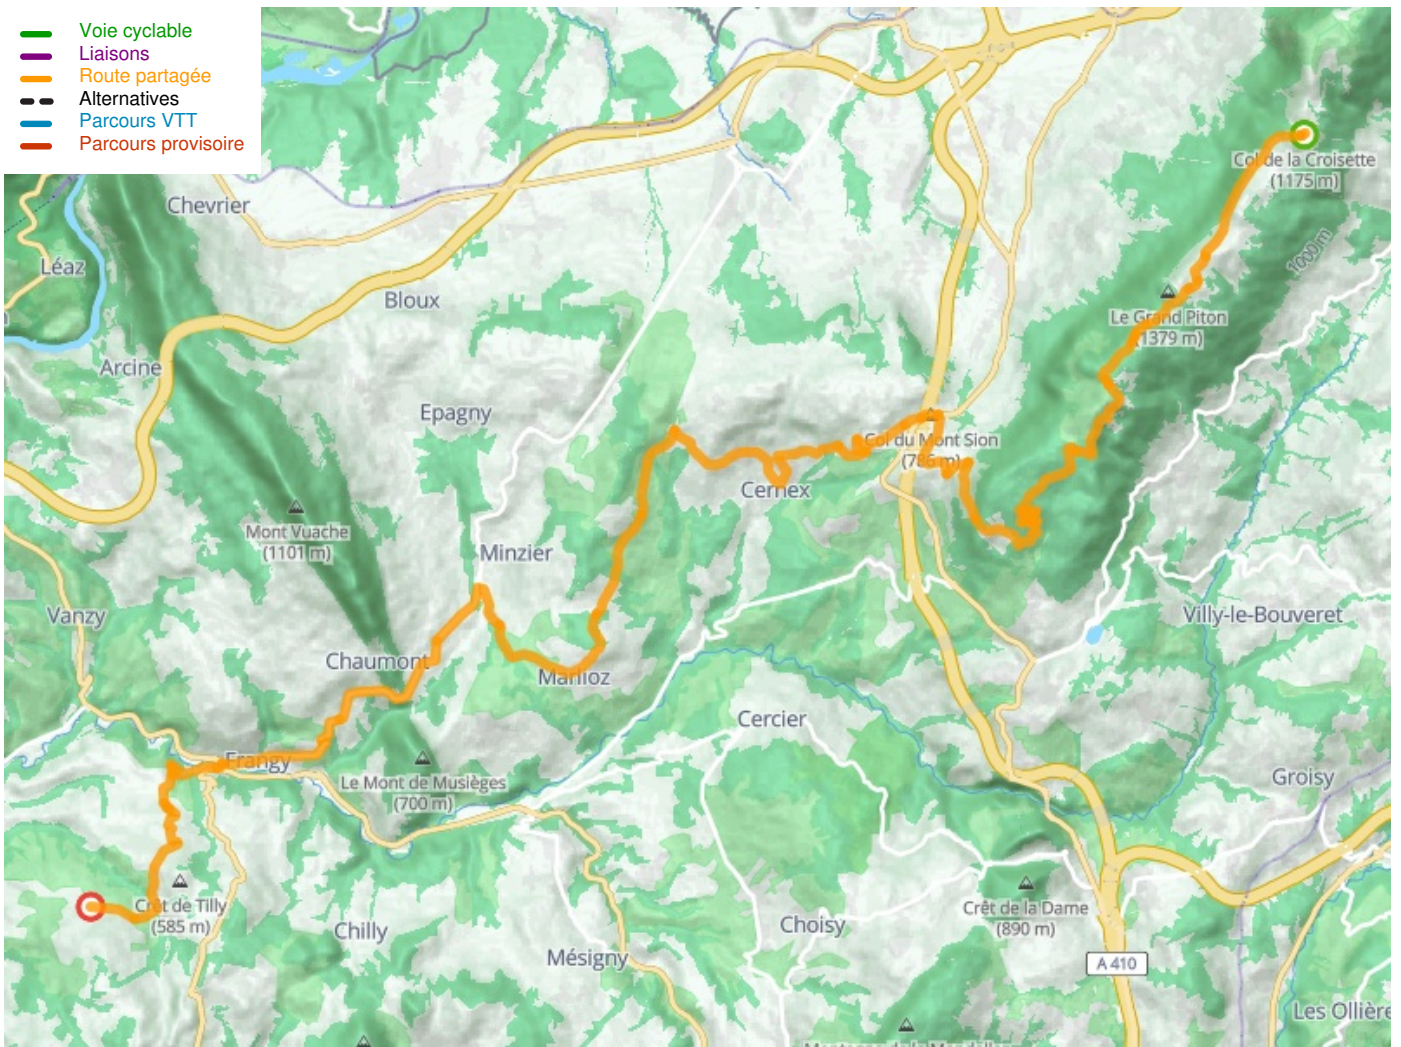 Voie cyclable
Liaisons
Route partagée
Alternatives
Parcours VTT
Parcours provisoire
Col de la Croisette
(1175 m)
Chevrier
1000 m
Léaz
Bloux
Le Grand Piton
(1379 m)
Arcine
Epagny
Col du Mont Sion
(786 m)
Cernex
Mont Vuache
(1101 m)
Minzier
Vanzy
Villy-le-Bouveret
Chaumont
Marlioz
Cercier
Frangy
Le Mont de Musièges
(700 m)
Groisy
Crêt de Tilly
(585 m)
Crêt de la Dame
(890 m)
Choisy
Chilly
Mésigny
A 410
Les Ollière